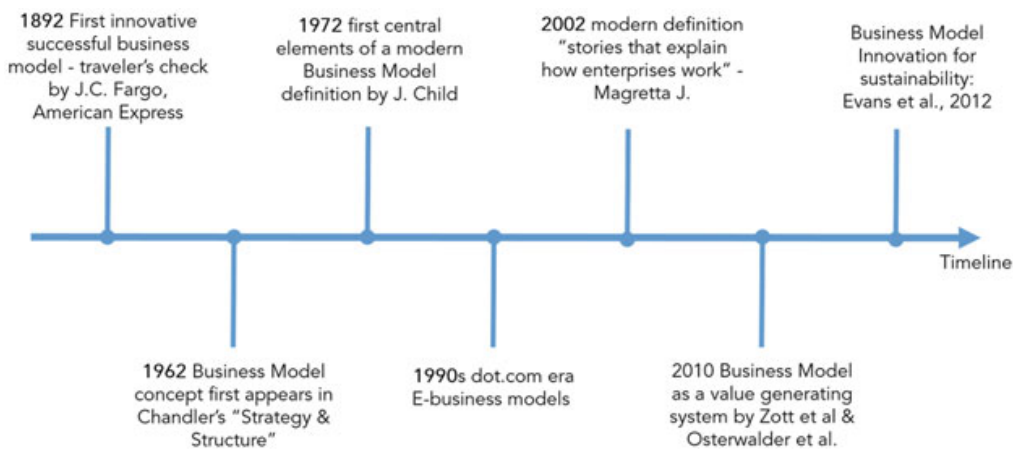 1892 First innovative
successful business
model - traveler's check
by J.C. Fargo,
American Express
1972 first central
elements of a modern
Business Model
definition by J. Child
2002 modern definition
"stories that explain
how enterprises work" -
Magretta J.
Business Model
Innovation for
sustainability:
Evans et al., 2012
Timeline
1962 Business Model
concept first appears in
Chandler's "Strategy &
Structure"
1990s dot.com era
E-business models
2010 Business Model
as a value generating
system by Zott et al &
Osterwalder et al.